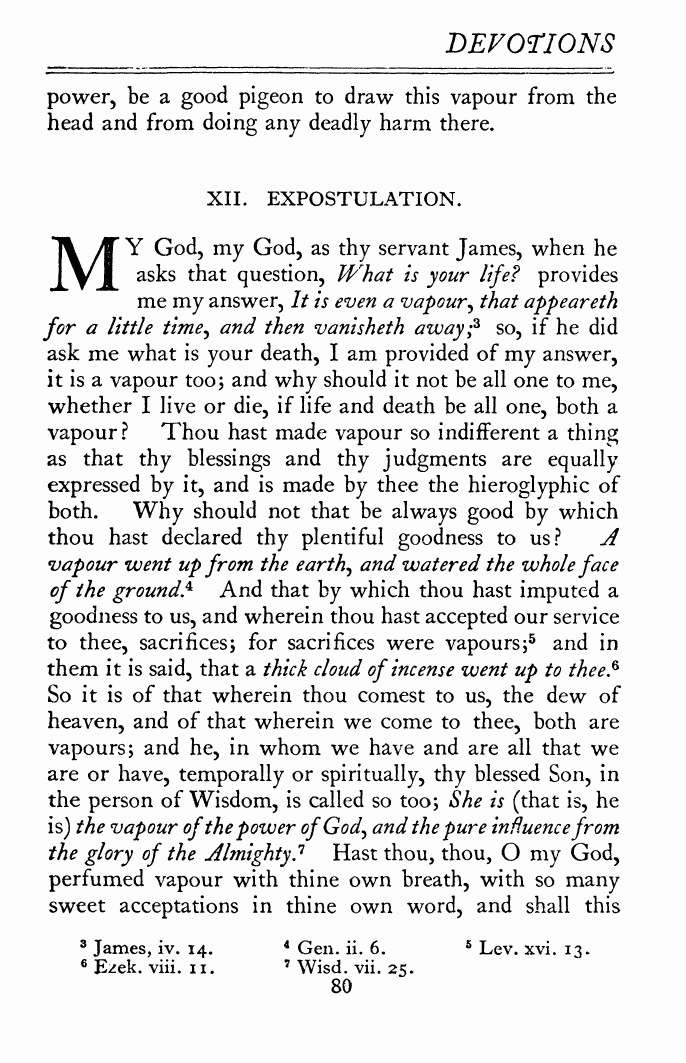 DEVOTIONS
power, be a good pigeon to draw this vapour from the
head and from doing any deadly harm there.
XII. EXPOSTULATION.
MY God, my God, as thy servant James, when he
asks that question, What is your life? provides
me my answer, It is even a vapour, that appeareth
for a little time, and then vanisheth away;³ so, if he did
ask me what is your death, I am provided of my answer,
it is a vapour too; and why should it not be all one to me,
whether I live or die, if life and death be all one, both a
vapour? Thou hast made vapour so indifferent a thing
as that thy blessings and thy judgments are equally
expressed by it, and is made by thee the hieroglyphic of
both. Why should not that be always good by which
thou hast declared thy plentiful goodness to us? A
vapour went up from the earth, and watered the whole face
of the ground.⁴ And that by which thou hast imputed a
goodness to us, and wherein thou hast accepted our service
to thee, sacrifices; for sacrifices were vapours;⁵ and in
them it is said, that a thick cloud of incense went up to thee.⁶
So it is of that wherein thou comest to us, the dew of
heaven, and of that wherein we come to thee, both are
vapours; and he, in whom we have and are all that we
are or have, temporally or spiritually, thy blessed Son, in
the person of Wisdom, is called so too; She is (that is, he
is) the vapour of the power of God, and the pure influence from
the glory of the Almighty.⁷ Hast thou, thou, O my God,
perfumed vapour with thine own breath, with so many
sweet acceptations in thine own word, and shall this
³ James, iv. 14. ⁴ Gen. ii. 6. ⁵ Lev. xvi. 13.
⁶ Ezek. viii. 11. ⁷ Wisd. vii. 25.
80